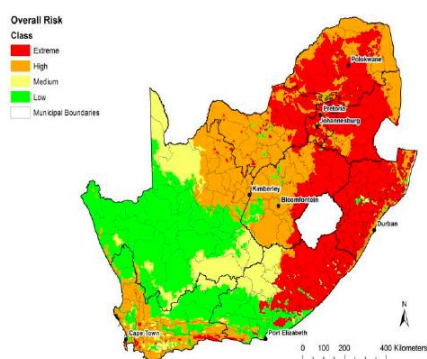 Overall Risk
Class
Extreme
High
Medium
Low
Municipal Boundaries
Polokwane
Pretoria
Johannesburg
Kimberley
Bloemfontein
Durban
Cape Town
Port Elizabeth
N
0 100 200 400 Kilometers